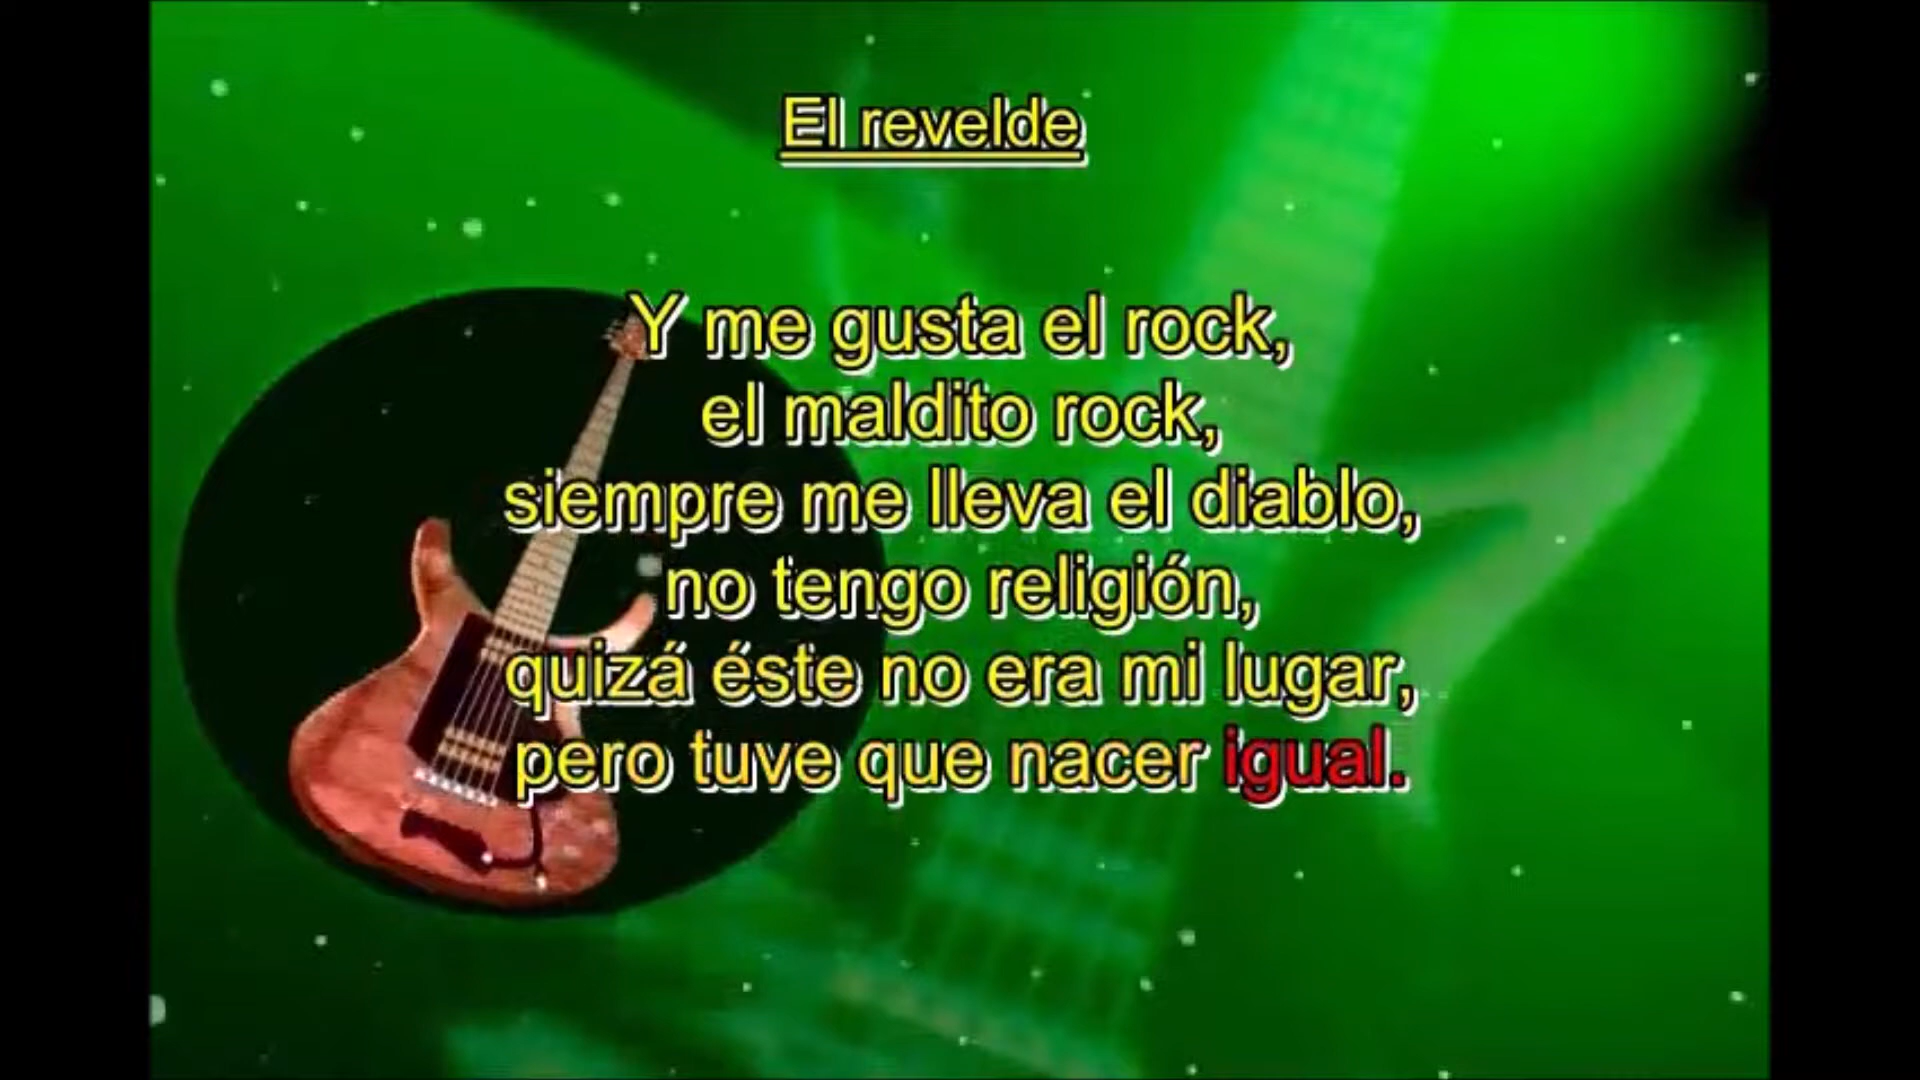 El revelde
Y me gusta el rock,
el maldito rock,
siempre me lleva el diablo,
no tengo religión,
quizá éste no era mi lugar,
pero tuve que nacer igual.